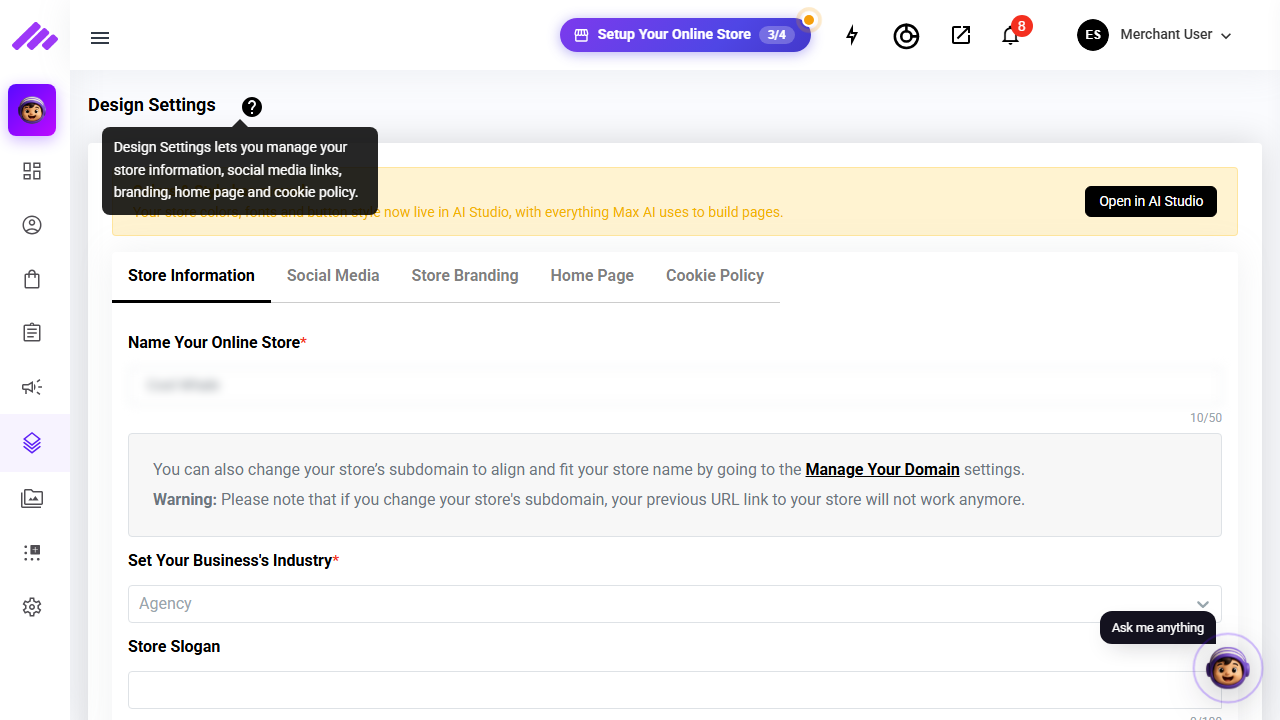 Setup Your Online Store 3/4
8
ES Merchant User
Design Settings ?
Design Settings lets you manage your
store information, social media links,
branding, home page and cookie policy.
Your store colors, fonts and button style now live in AI Studio, with everything Max AI uses to build pages.
Open in AI Studio
Store Information Social Media Store Branding Home Page Cookie Policy
Name Your Online Store*
10/50
You can also change your store’s subdomain to align and fit your store name by going to the Manage Your Domain settings.
Warning: Please note that if you change your store's subdomain, your previous URL link to your store will not work anymore.
Set Your Business's Industry*
Agency
Ask me anything
Store Slogan